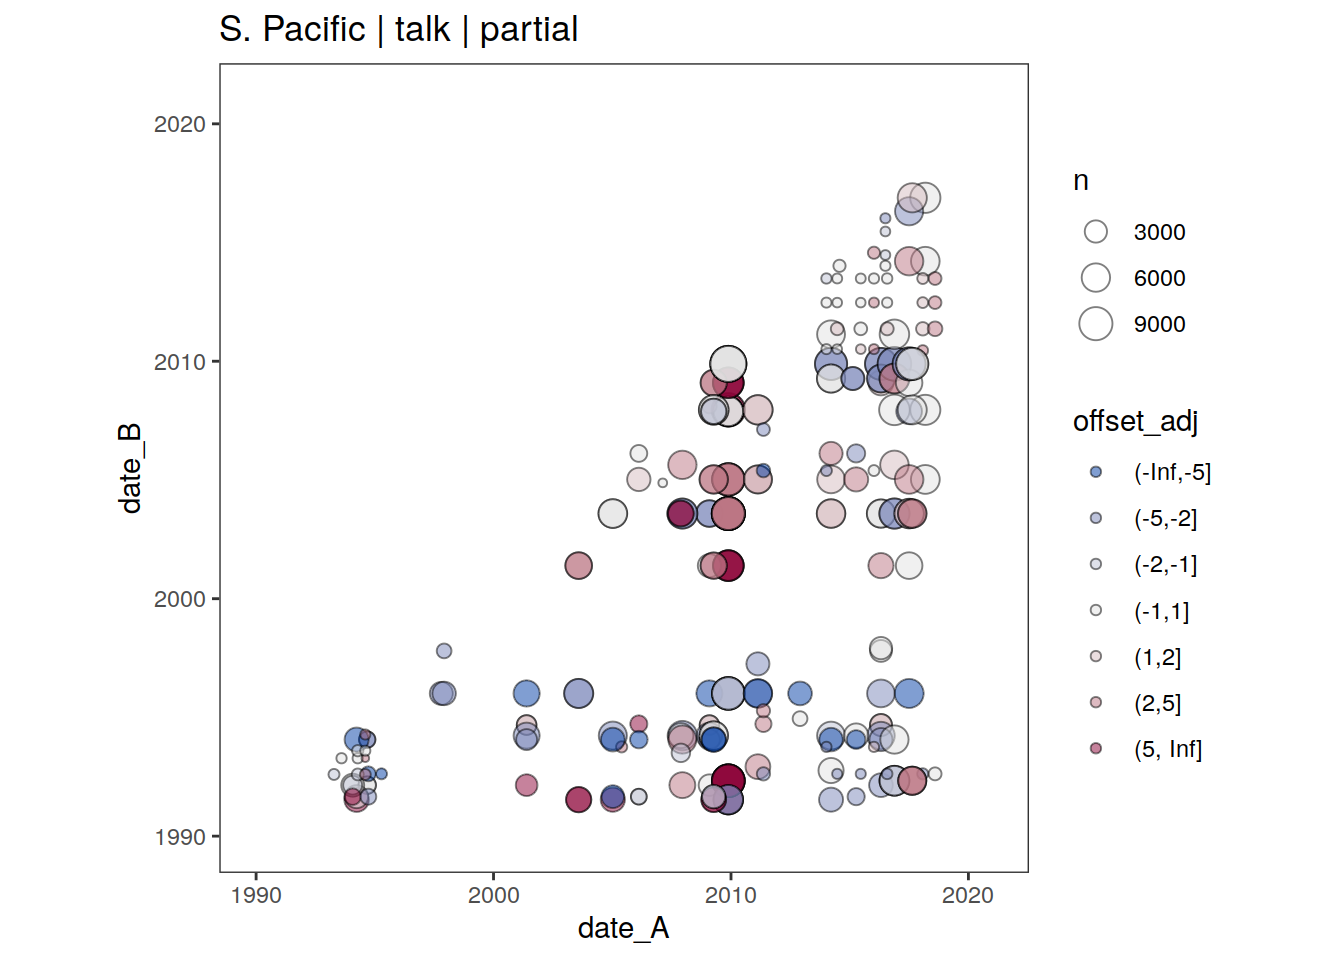 S. Pacific | talk | partial
2020
2010
2000
1990
date_B
1990
2000
2010
2020
date_A
n
3000
6000
9000
offset_adj
(-Inf,-5]
(-5,-2]
(-2,-1]
(-1,1]
(1,2]
(2,5]
(5, Inf]